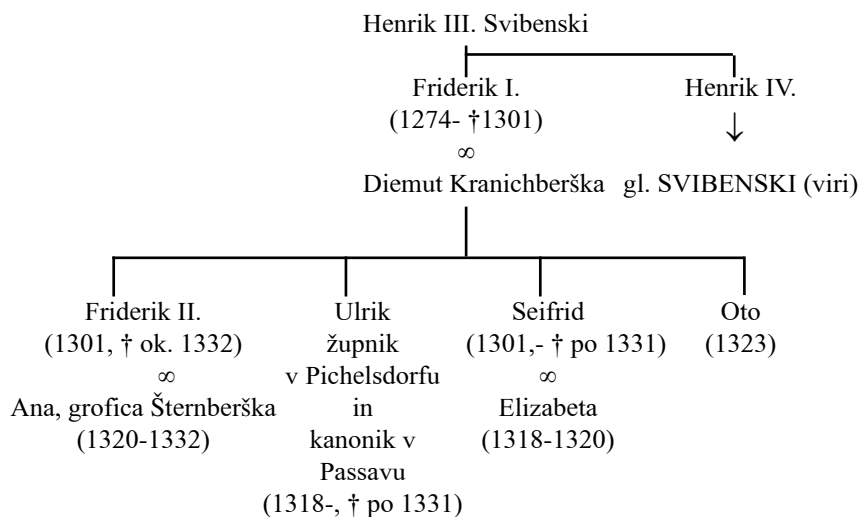 Henrik III. Svibenski
Friderik I.
(1274- †1301)
∞
Diemut Kranichberška
Henrik IV.
↓
gl. SVIBENSKI (viri)
Friderik II.
(1301, † ok. 1332)
∞
Ana, grofica Šternberška
(1320-1332)
Ulrik
župnik
v Pichelsdorfu
in
kanonik v
Passavu
(1318-, † po 1331)
Seifrid
(1301,- † po 1331)
∞
Elizabeta
(1318-1320)
Oto
(1323)